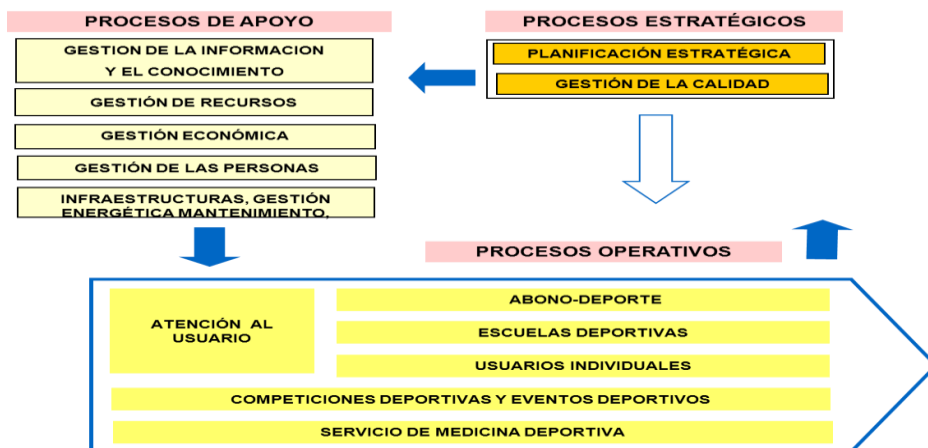 PROCESOS DE APOYO
GESTION DE LA INFORMACION
Y EL CONOCIMIENTO
GESTIÓN DE RECURSOS
GESTIÓN ECONÓMICA
GESTIÓN DE LAS PERSONAS
INFRAESTRUCTURAS, GESTIÓN
ENERGÉTICA MANTENIMIENTO,
PROCESOS ESTRATÉGICOS
PLANIFICACIÓN ESTRATÉGICA
GESTIÓN DE LA CALIDAD
PROCESOS OPERATIVOS
ATENCIÓN AL
USUARIO
ABONO-DEPORTE
ESCUELAS DEPORTIVAS
USUARIOS INDIVIDUALES
COMPETICIONES DEPORTIVAS Y EVENTOS DEPORTIVOS
SERVICIO DE MEDICINA DEPORTIVA